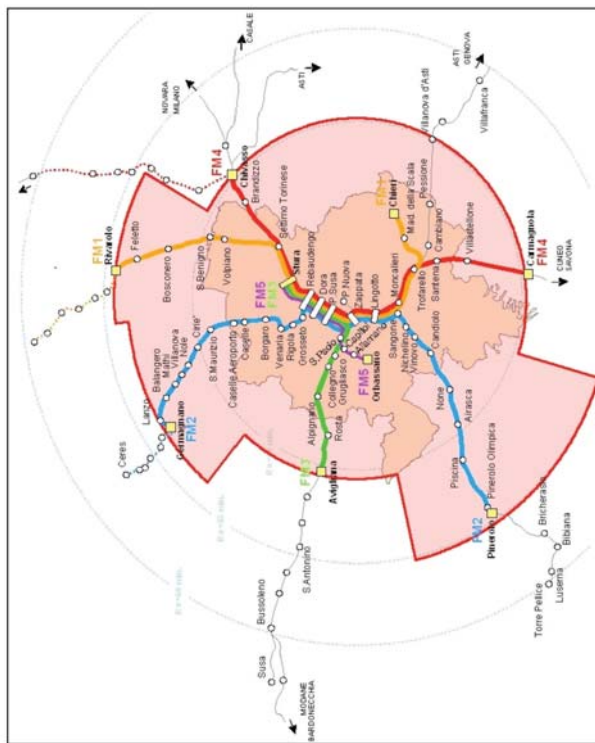 NOVARA
MILANO
CASALE
ASTI
ASTI
GENOVA
FM4
Chivasso
Brandizzo
Settimo Torinese
FM1
Rivarolo
Feletto
Bosconero
S.Benigno
Volpiano
Villanova d'Asti
Villafranca
Pessione
Cambiano
FM1
Chieri
Mad. della Scala
Stura
Rebaudengo
Dora
P.Susa
P.Nuova
Zappata
Lingotto
Moncalieri
Trofarello
Santena
Villastellone
Carmagnola
FM4
CUNEO
SAVONA
FM5
FM3
Ceres
Lanzo
Balangero
Mathi
Villanova
Nole
Cirie'
S.Maurizio
Caselle Aeroporto
Caselle
Borgaro
Venaria
Rigola
Grosseto
Germagnano
FM2
S.Paolo
Allamano
Collegno
Grugliasco
Orbassano
FM5
Alpignano
Rosta
FM3
Avigliana
Sangone
Nichelino
Vinovo
Candiolo
None
Airasca
Piscina
Pinerolo Olimpica
FM2
Pinerolo
S.Antonino
Bussoleno
Susa
MODANE
BARDONECCHIA
Bricherasio
Bibiana
Luserna
Torre Pellice